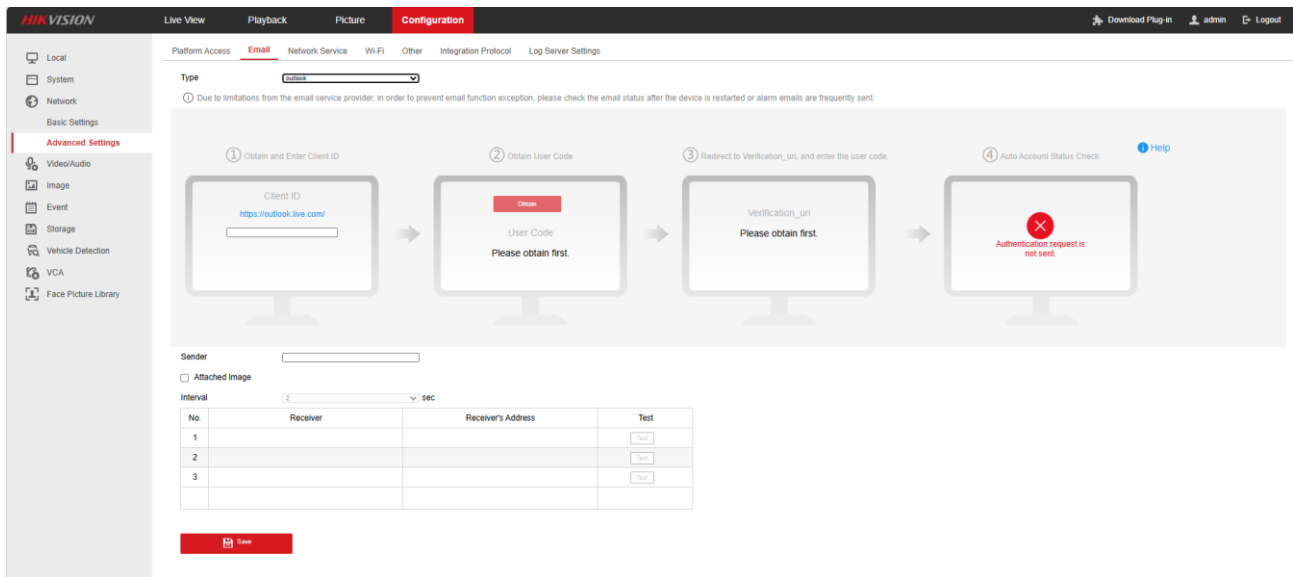 HIKVISION Live View Playback Picture Configuration Download Plug-in admin Logout
Local
System
Network
Basic Settings
Advanced Settings
Video/Audio
Image
Event
Storage
Vehicle Detection
VCA
Face Picture Library
Platform Access Email Network Service Wi-Fi Other Integration Protocol Log Server Settings
Type outlook
Due to limitations from the email service provider, in order to prevent email function exception, please check the email status after the device is restarted or alarm emails are frequently sent.
1 Obtain and Enter Client ID
Client ID
https://outlook.live.com/
2 Obtain User Code
Obtain
User Code
Please obtain first.
3 Redirect to Verification_uri, and enter the user code.
Verification_uri
Please obtain first.
4 Auto Account Status Check
Authentication request is
not sent.
Help
Sender
Attached Image
Interval 2 sec
No. Receiver Receiver's Address Test
1 Test
2 Test
3 Test
Save